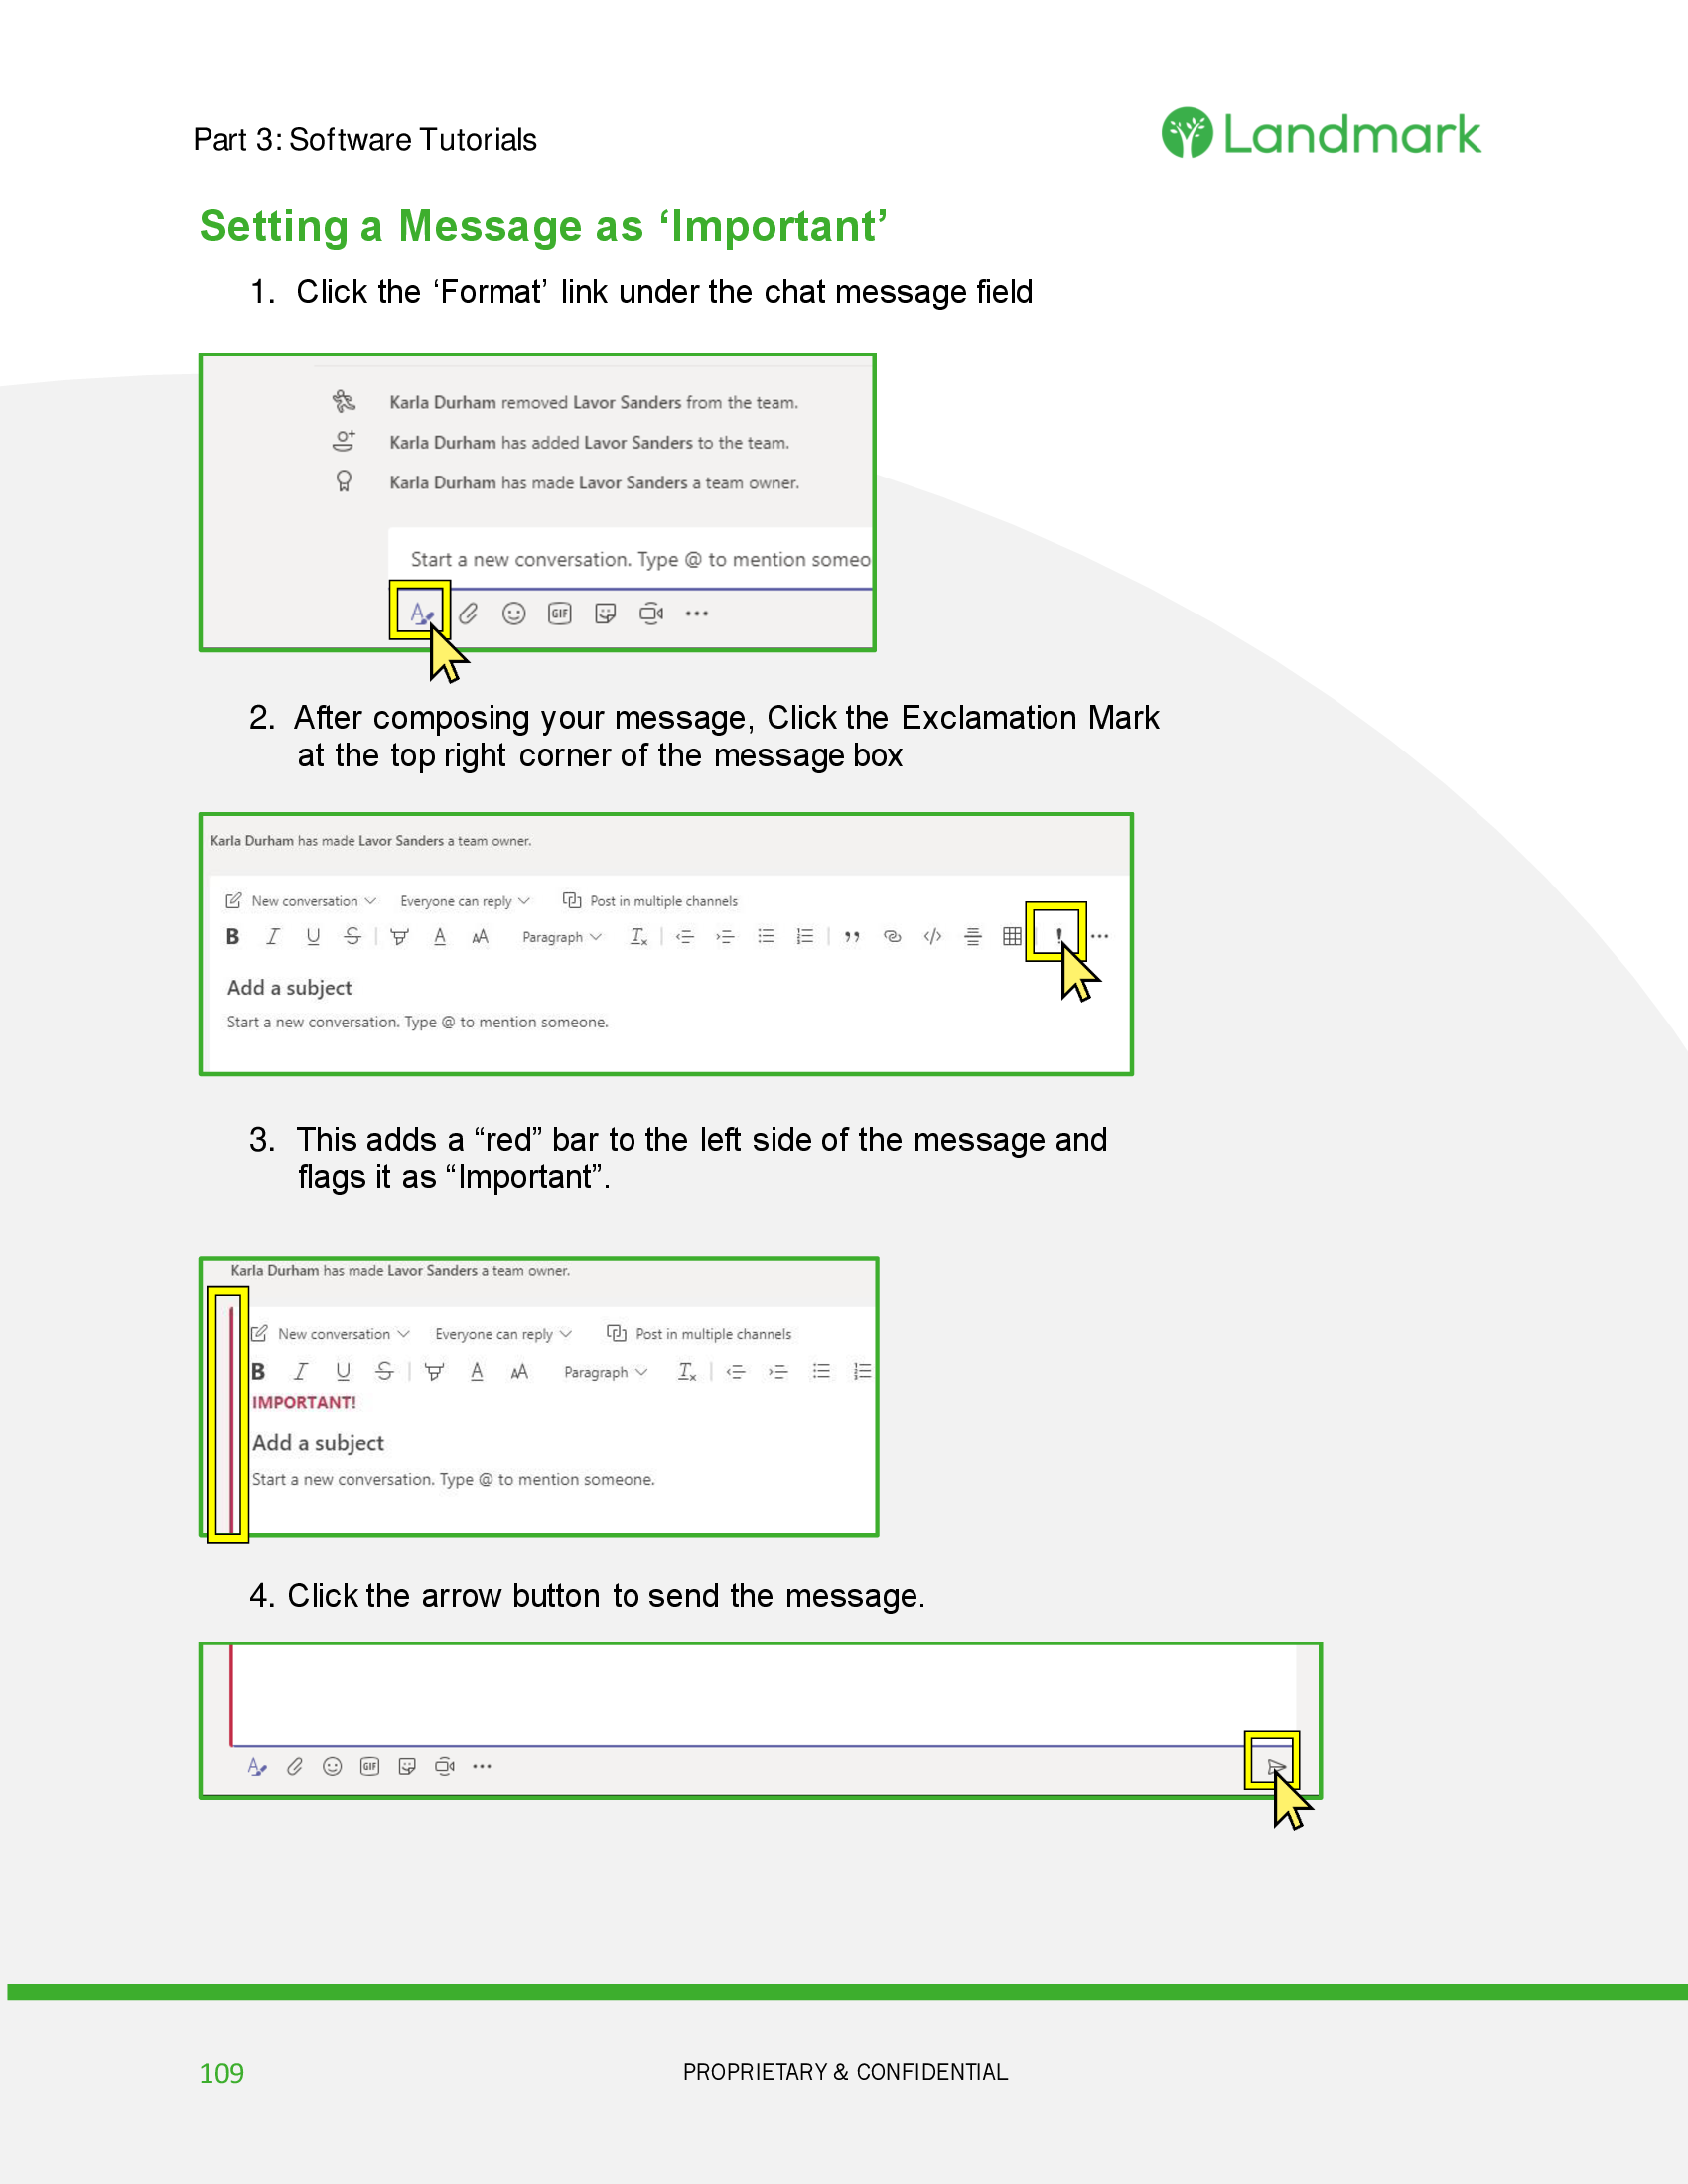 Part 3: Software Tutorials
Landmark
Setting a Message as ‘Important’
1. Click the ‘Format’ link under the chat message field
Karla Durham removed Lavor Sanders from the team.
Karla Durham has added Lavor Sanders to the team.
Karla Durham has made Lavor Sanders a team owner.
Start a new conversation. Type @ to mention someo
GIF
2. After composing your message, Click the Exclamation Mark
at the top right corner of the message box
Karla Durham has made Lavor Sanders a team owner.
New conversation Everyone can reply Post in multiple channels
B I U S A AA Paragraph Tx </> !
Add a subject
Start a new conversation. Type @ to mention someone.
3. This adds a “red” bar to the left side of the message and
flags it as “Important”.
Karla Durham has made Lavor Sanders a team owner.
New conversation Everyone can reply Post in multiple channels
B I U S A AA Paragraph Tx
IMPORTANT!
Add a subject
Start a new conversation. Type @ to mention someone.
4. Click the arrow button to send the message.
GIF
109 PROPRIETARY & CONFIDENTIAL